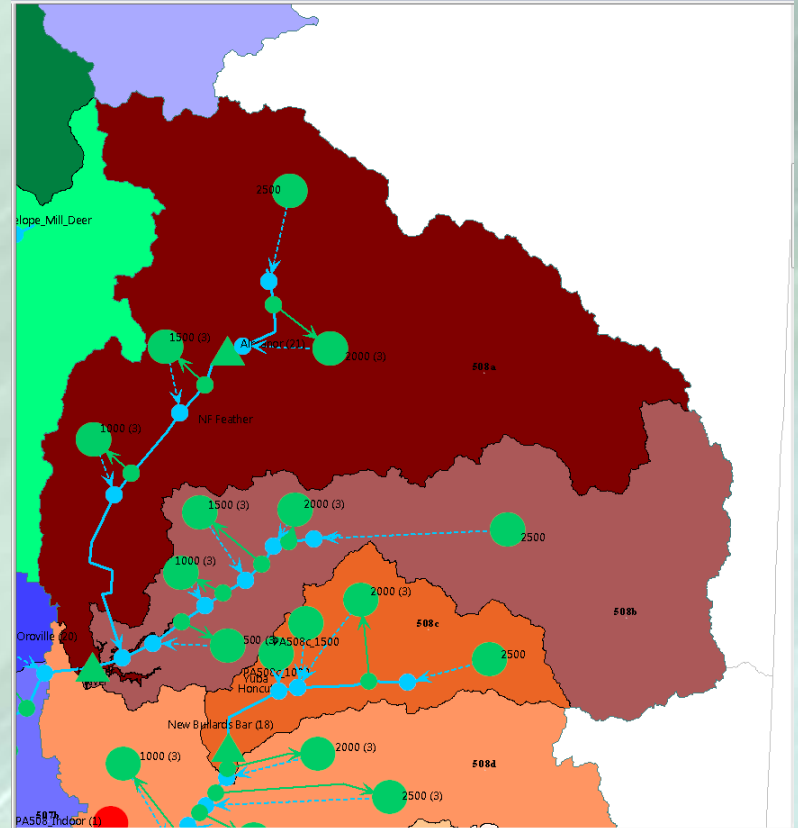 elope_Mill_Deer
2500
1500 (3)
2000 (3)
508a
NF Feather
1000 (3)
1500 (3)
2000 (3)
2500
1000 (3)
2000 (3)
508b
508c
Oroville (20)
500 (3)
PA508c_1500
2500
Yuba
Honcut
New Bullards Bar (18)
1000 (3)
2000 (3)
508d
2500 (3)
507b
PA508_Indoor (1)